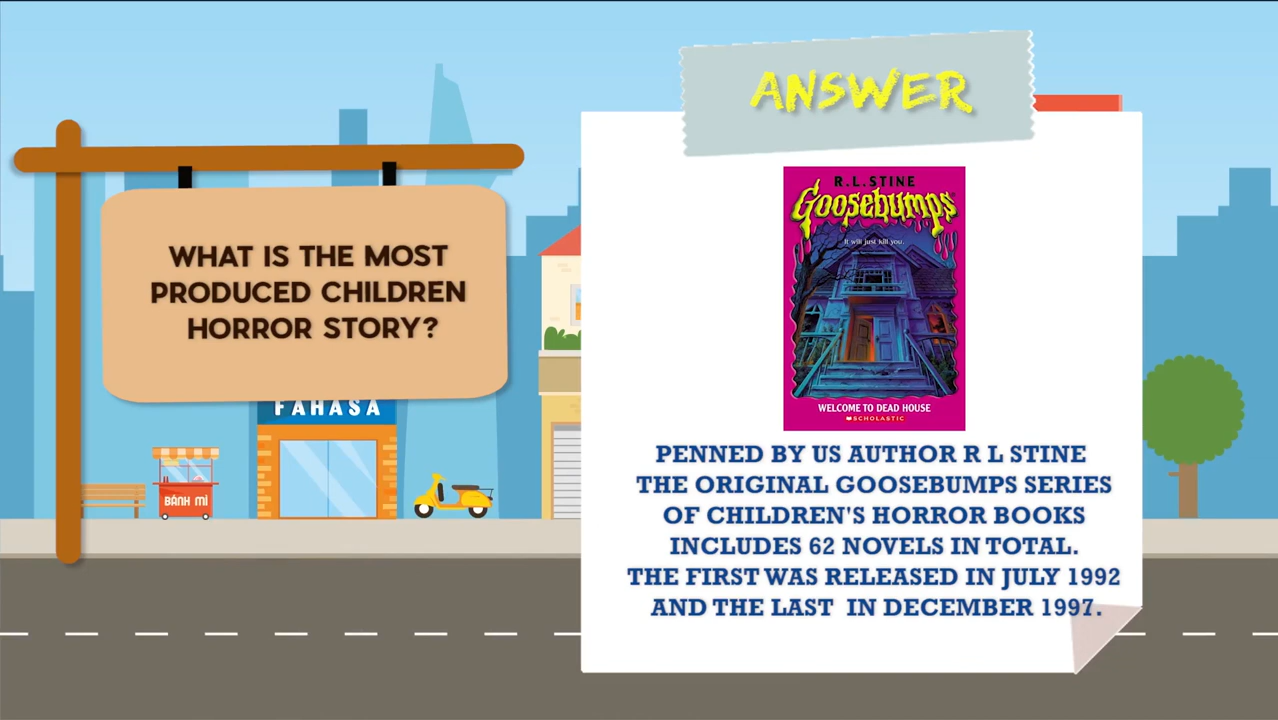 WHAT IS THE MOST
PRODUCED CHILDREN
HORROR STORY?
FAHASA
BÁNH MÌ
ANSWER
R.L.STINE
Goosebumps
It will just kill you.
WELCOME TO DEAD HOUSE
SCHOLASTIC
PENNED BY US AUTHOR R L STINE
THE ORIGINAL GOOSEBUMPS SERIES
OF CHILDREN'S HORROR BOOKS
INCLUDES 62 NOVELS IN TOTAL.
THE FIRST WAS RELEASED IN JULY 1992
AND THE LAST IN DECEMBER 1997.